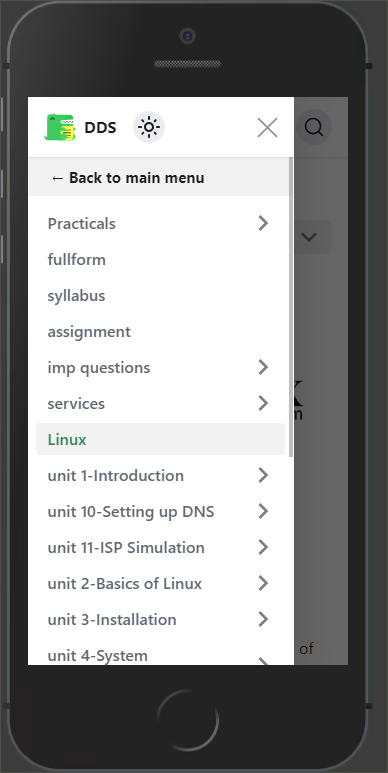 DDS
← Back to main menu
Practicals
fullform
syllabus
assignment
imp questions
services
Linux
unit 1-Introduction
unit 10-Setting up DNS
unit 11-ISP Simulation
unit 2-Basics of Linux
unit 3-Installation
unit 4-System
of